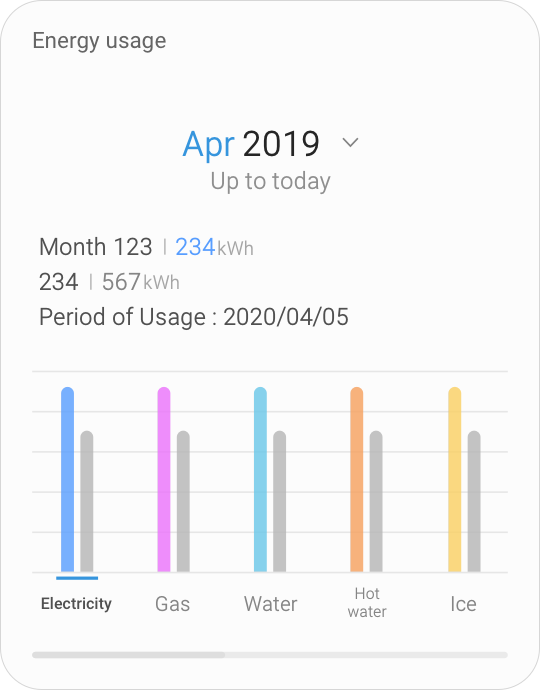 Energy usage
Apr 2019
Up to today
Month 123 | 234kWh
234 | 567kWh
Period of Usage : 2020/04/05
Electricity Gas Water Hot water Ice